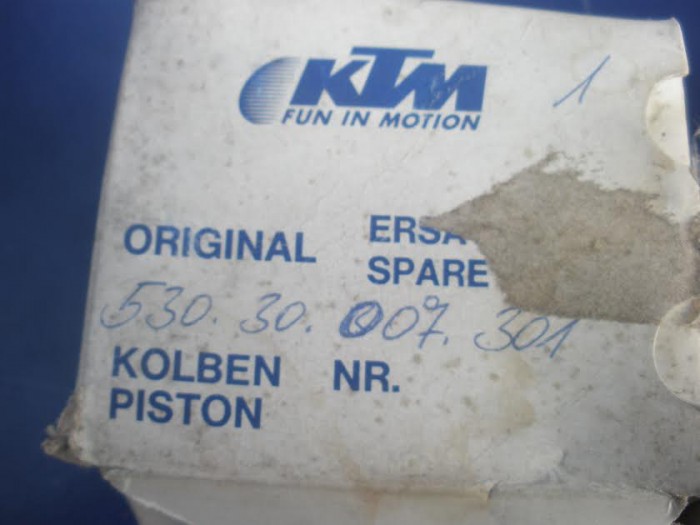 KTM
FUN IN MOTION
1
ORIGINAL ERSA
SPARE
530. 30. 007. 301
KOLBEN NR.
PISTON